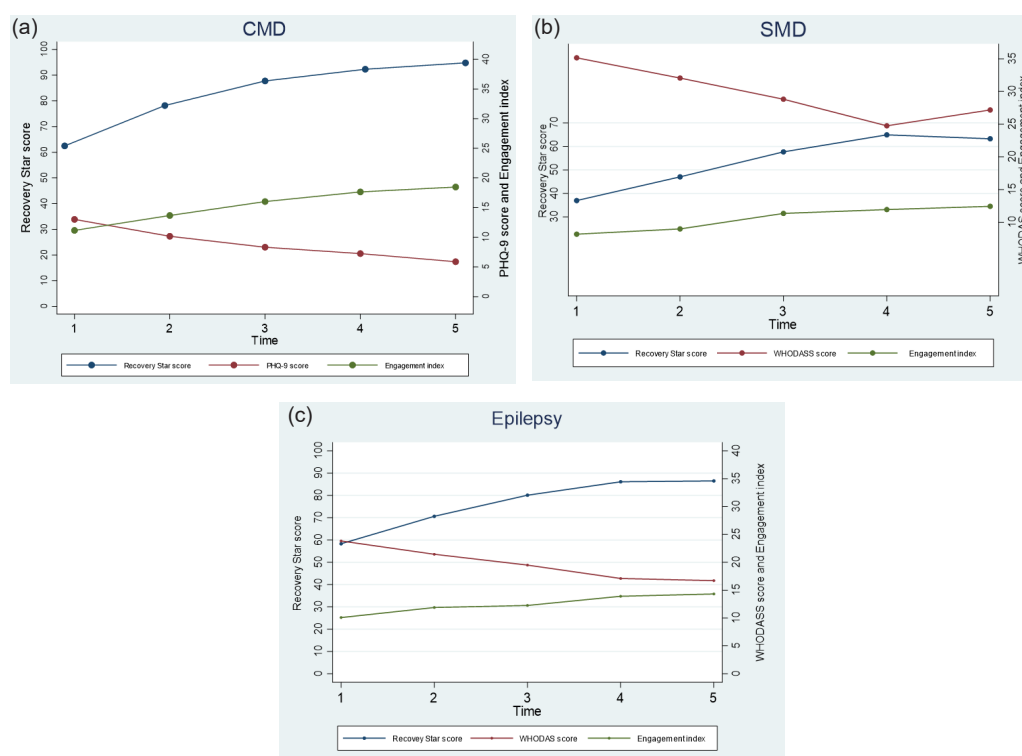 (a)
CMD
Recovery Star score
0 10 20 30 40 50 60 70 80 90 100
PHQ-9 score and Engagement index
0 5 10 15 20 25 30 35 40
1 2 3 4 5
Time
Recovery Star score PHQ-9 score Engagement index
(b)
SMD
Recovery Star score
30 40 50 60 70
WHODAS score and Engagement index
10 15 20 25 30 35
1 2 3 4 5
Time
Recovery Star score WHODASS score Engagement index
(c)
Epilepsy
Recovery Star score
0 10 20 30 40 50 60 70 80 90 100
WHODASS score and Engagement index
0 5 10 15 20 25 30 35 40
1 2 3 4 5
Time
Recovey Star score WHODAS score Engagement index